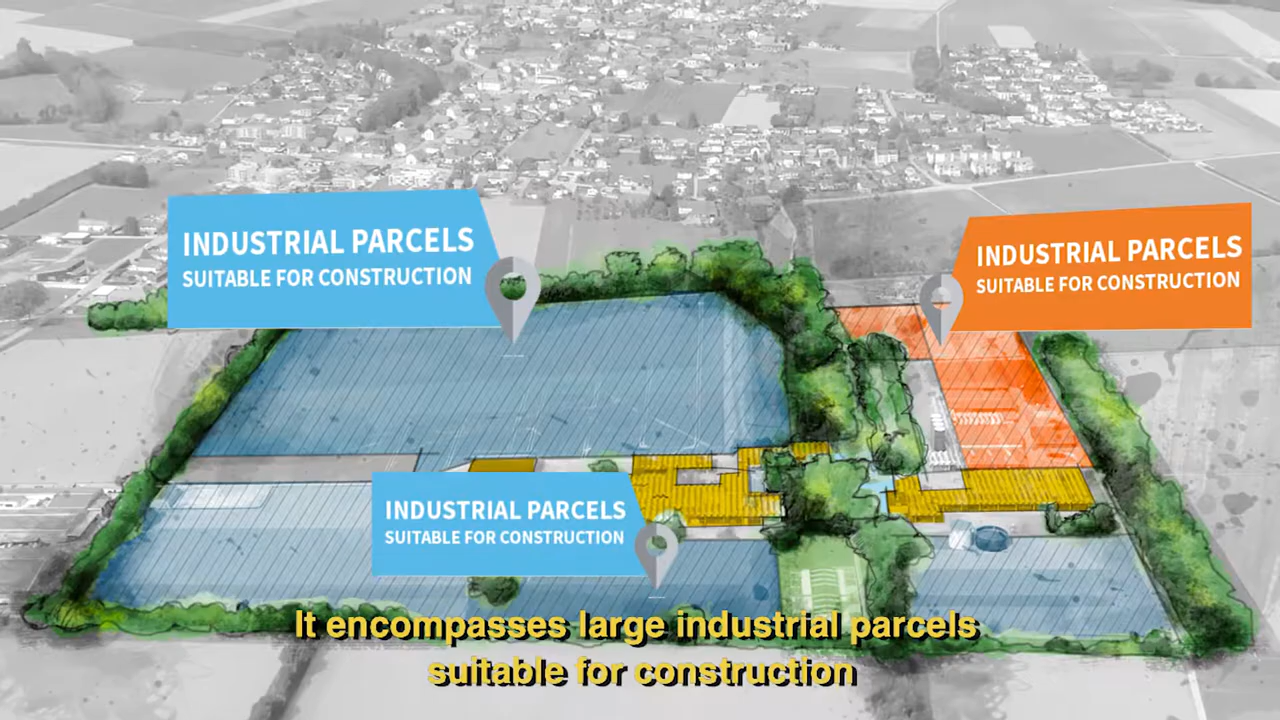 INDUSTRIAL PARCELS
SUITABLE FOR CONSTRUCTION
INDUSTRIAL PARCELS
SUITABLE FOR CONSTRUCTION
INDUSTRIAL PARCELS
SUITABLE FOR CONSTRUCTION
It encompasses large industrial parcels
suitable for construction